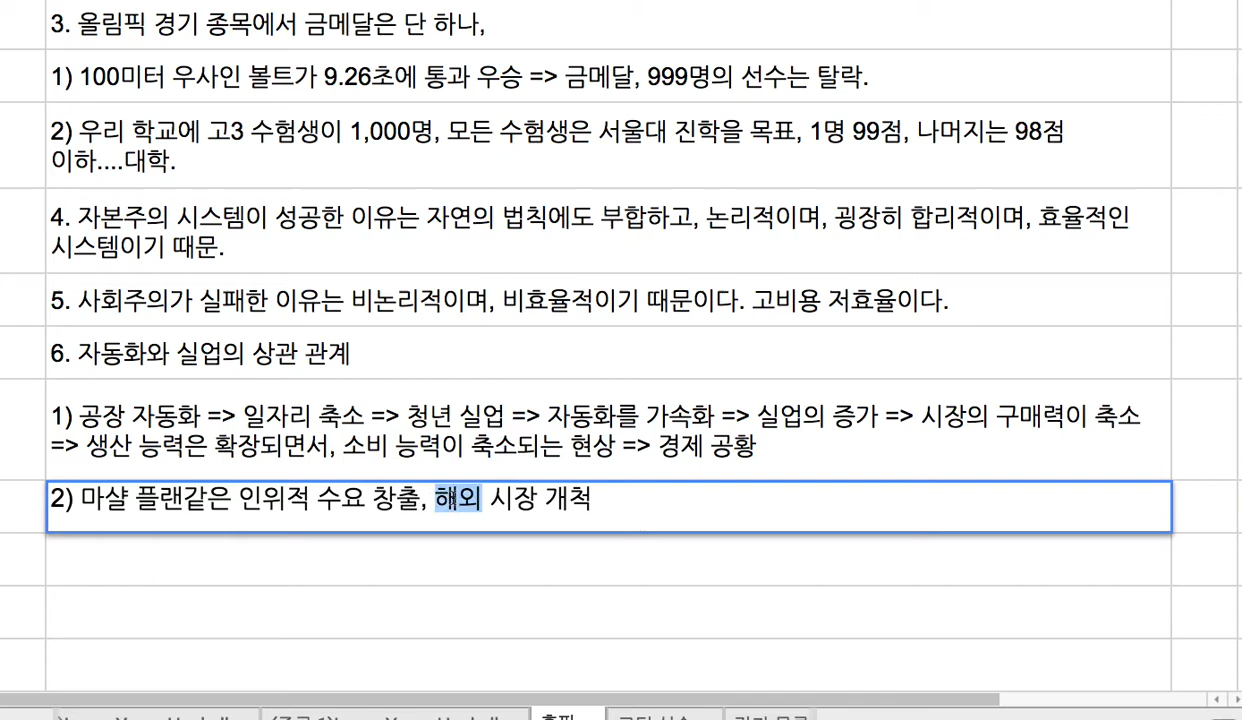 3. 올림픽 경기 종목에서 금메달은 단 하나,
1) 100미터 우사인 볼트가 9.26초에 통과 우승 => 금메달, 999명의 선수는 탈락.
2) 우리 학교에 고3 수험생이 1,000명, 모든 수험생은 서울대 진학을 목표, 1명 99점, 나머지는 98점
이하....대학.
4. 자본주의 시스템이 성공한 이유는 자연의 법칙에도 부합하고, 논리적이며, 굉장히 합리적이며, 효율적인
시스템이기 때문.
5. 사회주의가 실패한 이유는 비논리적이며, 비효율적이기 때문이다. 고비용 저효율이다.
6. 자동화와 실업의 상관 관계
1) 공장 자동화 => 일자리 축소 => 청년 실업 => 자동화를 가속화 => 실업의 증가 => 시장의 구매력이 축소
=> 생산 능력은 확장되면서, 소비 능력이 축소되는 현상 => 경제 공황
2) 마샬 플랜같은 인위적 수요 창출, 해외 시장 개척